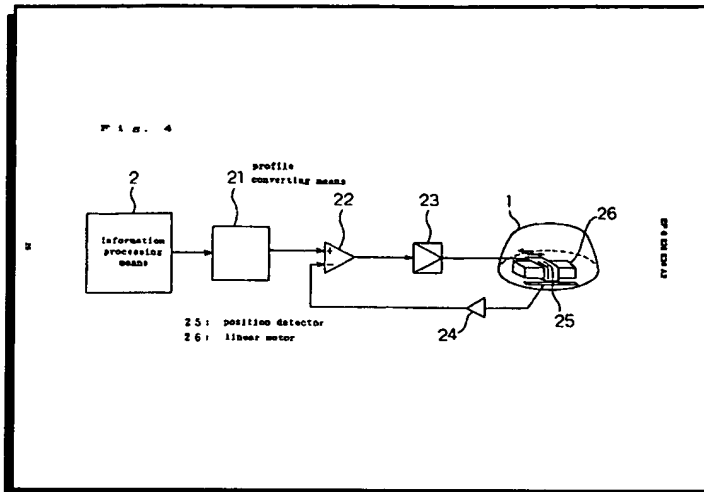 Fig. 4
2
Information
processing
means
21
profile
converting means
22
+
−
23
1
26
25
24
25: position detector
26: linear motor